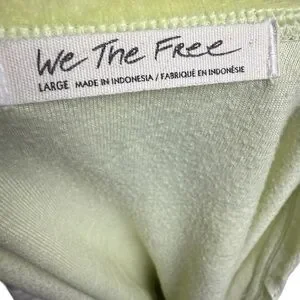 We The Free
LARGE MADE IN INDONESIA / FABRIQUÉ EN INDONÉSIE